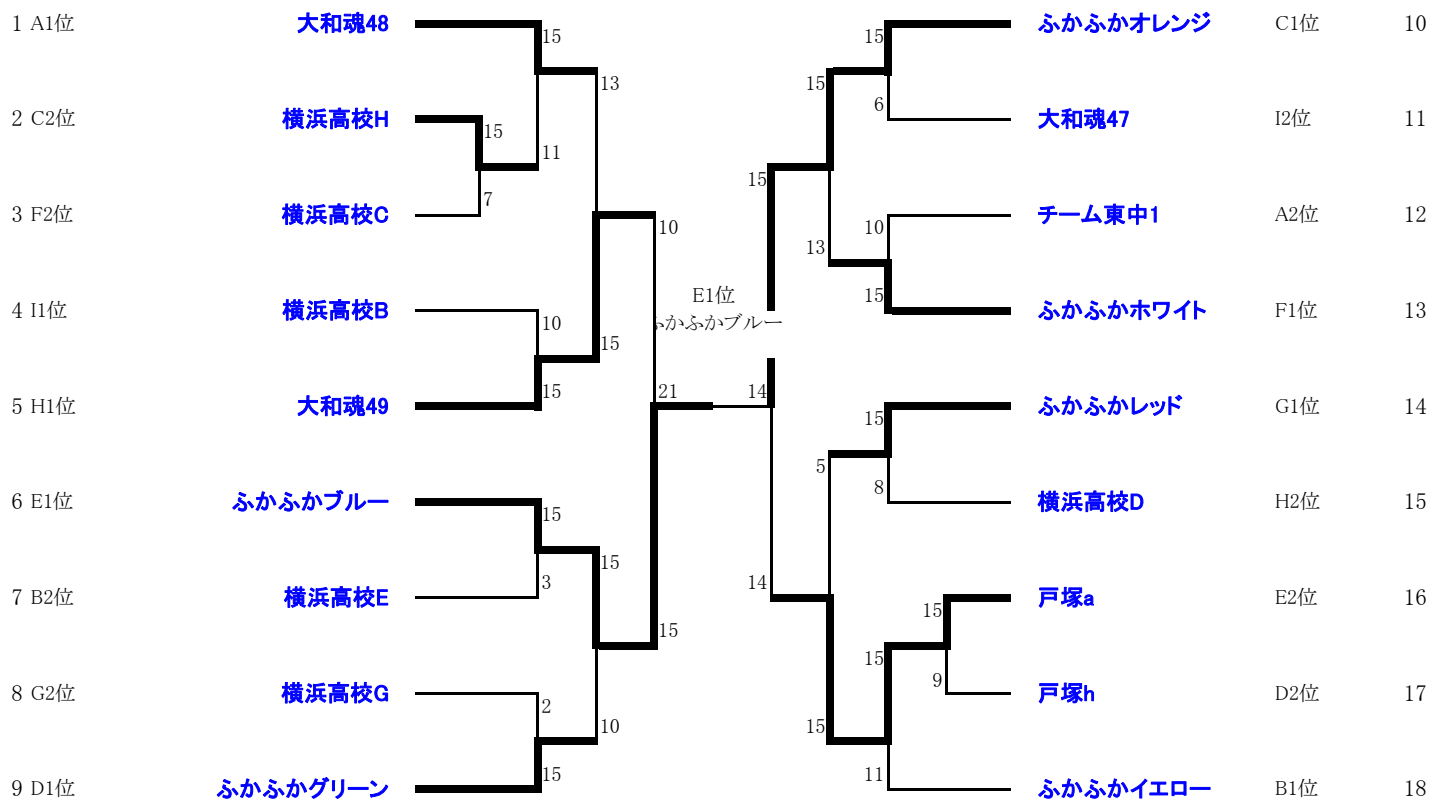 1 A1位 大和魂48 15 15 ふかふかオレンジ C1位 10
13 15
2 C2位 横浜高校H 15 11 6 大和魂47 I2位 11
15
3 F2位 横浜高校C 7 10 13 10 チーム東中1 A2位 12
E1位
4 I1位 横浜高校B 10 15 15 ふかふかホワイト F1位 13
ふかふかブルー
5 H1位 大和魂49 15 21 14 15 ふかふかレッド G1位 14
5
6 E1位 ふかふかブルー 15 8 横浜高校D H2位 15
15 14
7 B2位 横浜高校E 3 15 戸塚a E2位 16
15 15
8 G2位 横浜高校G 2 10 15 9 戸塚h D2位 17
9 D1位 ふかふかグリーン 15 11 ふかふかイエロー B1位 18